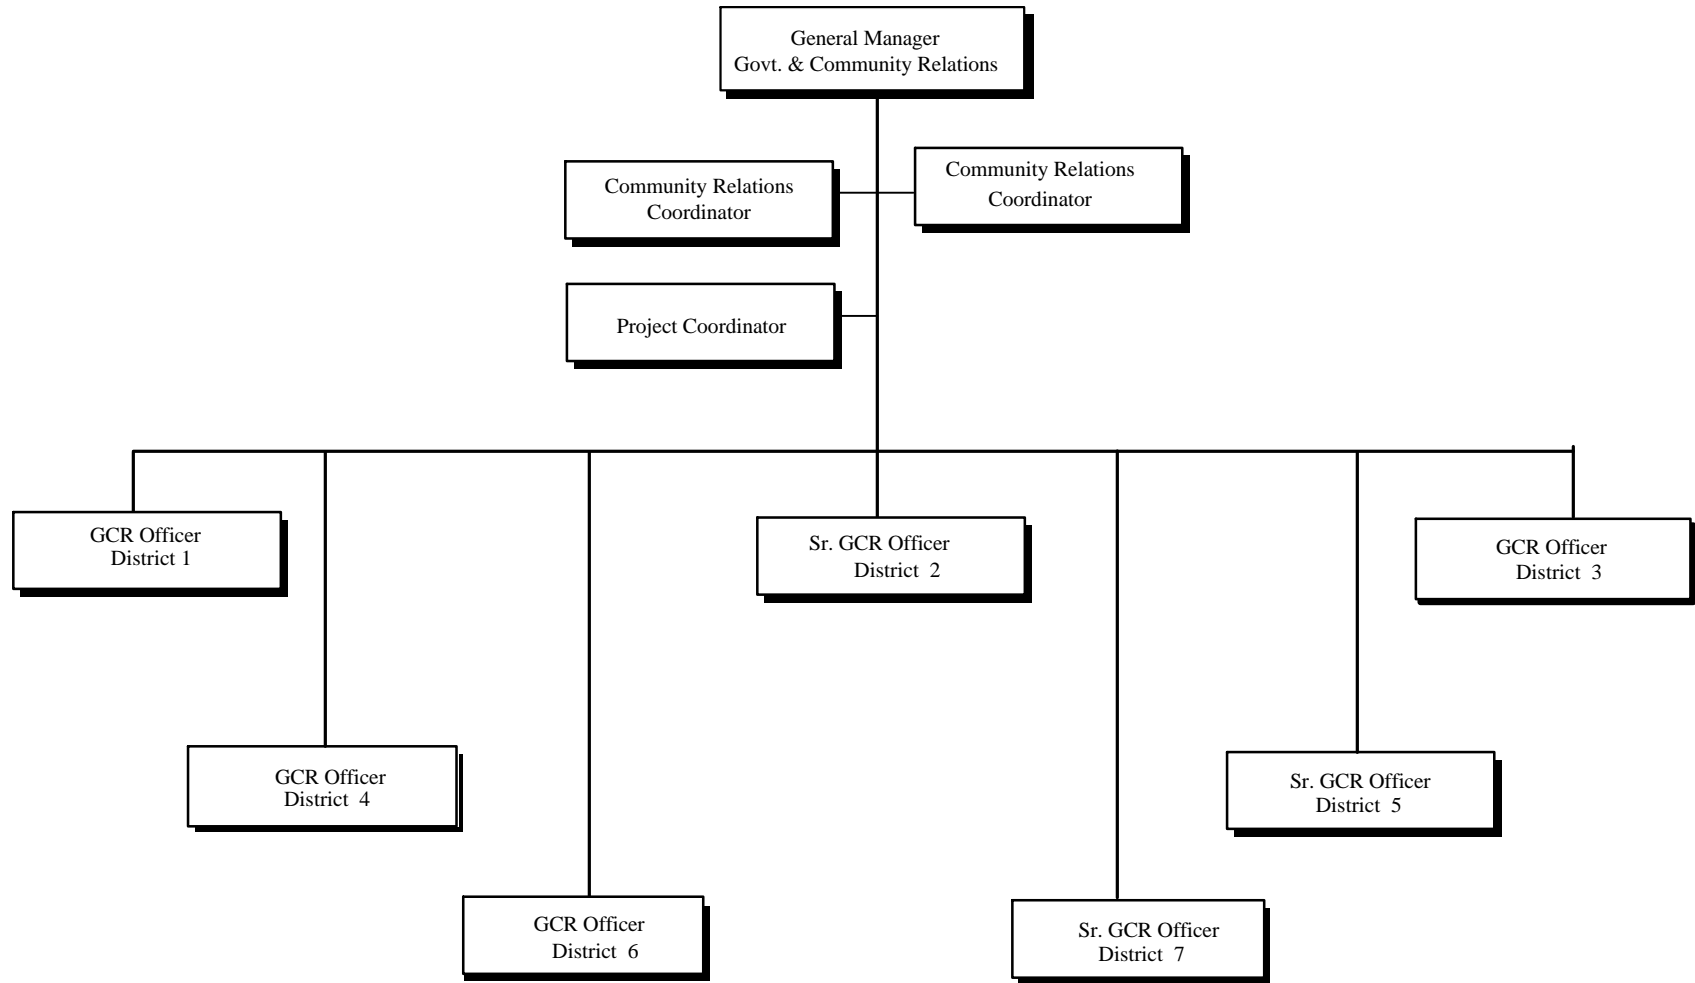 General Manager
Govt. & Community Relations
Community Relations
Coordinator
Community Relations
Coordinator
Project Coordinator
GCR Officer
District 1
Sr. GCR Officer
District 2
GCR Officer
District 3
GCR Officer
District 4
Sr. GCR Officer
District 5
GCR Officer
District 6
Sr. GCR Officer
District 7